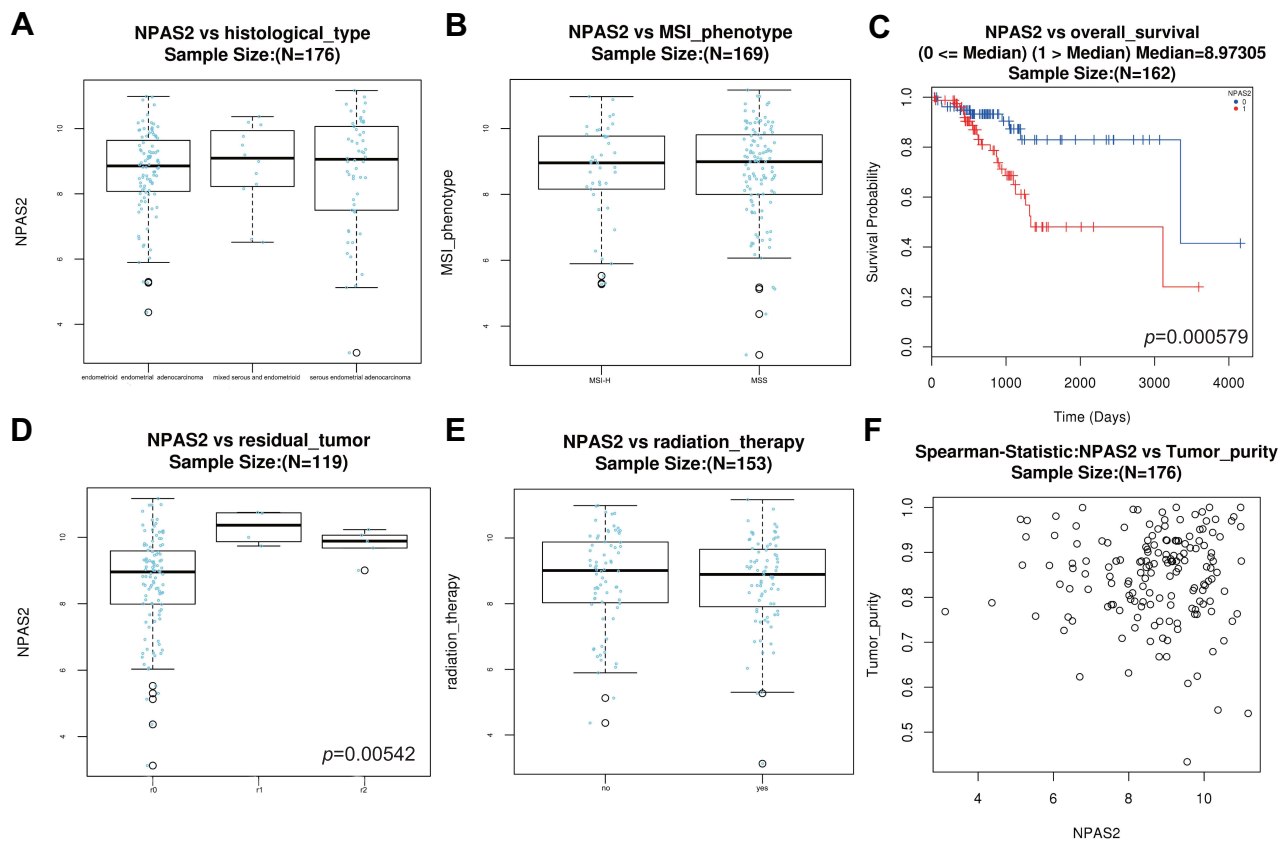 A
NPAS2 vs histological_type
Sample Size:(N=176)
NPAS2
10
8
6
4
endometrioid endometrial adenocarcinoma
mixed serous and endometrioid
serous endometrial adenocarcinoma
B
NPAS2 vs MSI_phenotype
Sample Size:(N=169)
MSI_phenotype
10
8
6
4
MSI-H
MSS
C
NPAS2 vs overall_survival
(0 <= Median) (1 > Median) Median=8.97305
Sample Size:(N=162)
Survival Probability
1.0
0.8
0.6
0.4
0.2
0.0
NPAS2
0
1
p=0.000579
0
1000
2000
3000
4000
Time (Days)
D
NPAS2 vs residual_tumor
Sample Size:(N=119)
NPAS2
10
8
6
4
p=0.00542
r0
r1
r2
E
NPAS2 vs radiation_therapy
Sample Size:(N=153)
radiation_therapy
10
8
6
4
no
yes
F
Spearman-Statistic:NPAS2 vs Tumor_purity
Sample Size:(N=176)
Tumor_purity
1.0
0.9
0.8
0.7
0.6
0.5
4
6
8
10
NPAS2